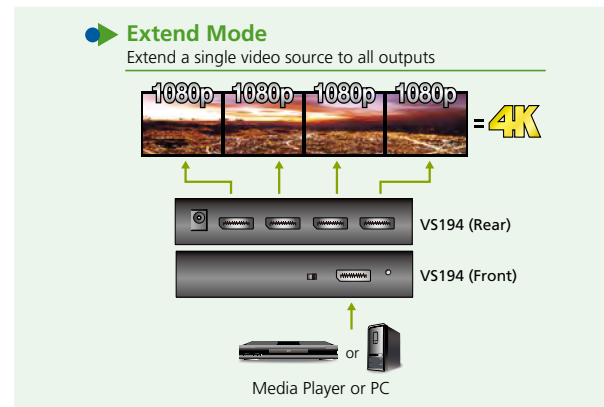 Extend Mode
Extend a single video source to all outputs
1080p 1080p 1080p 1080p
= 4K
VS194 (Rear)
VS194 (Front)
or
Media Player or PC